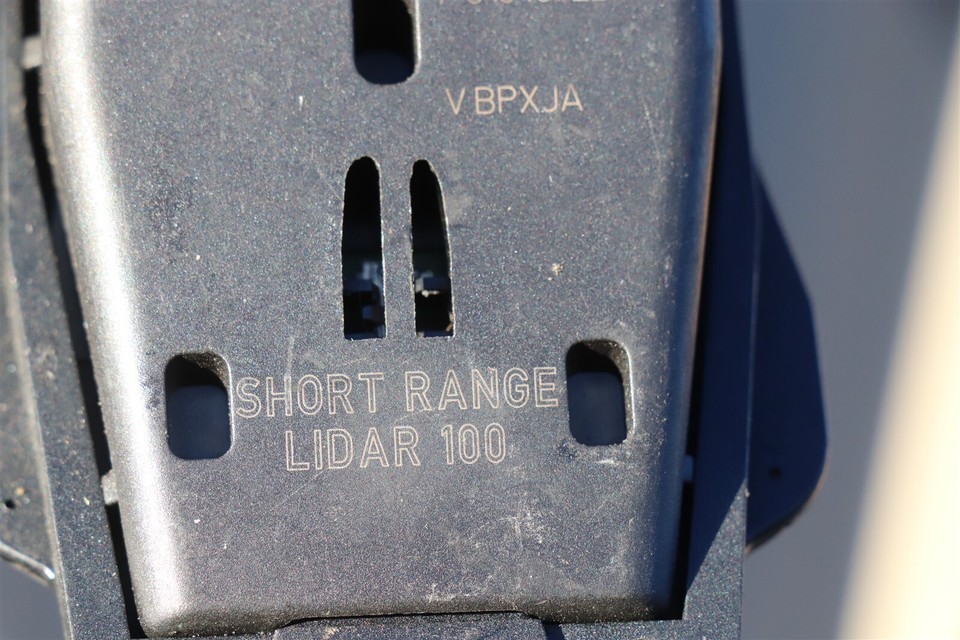 V BPXJA
SHORT RANGE
LIDAR 100